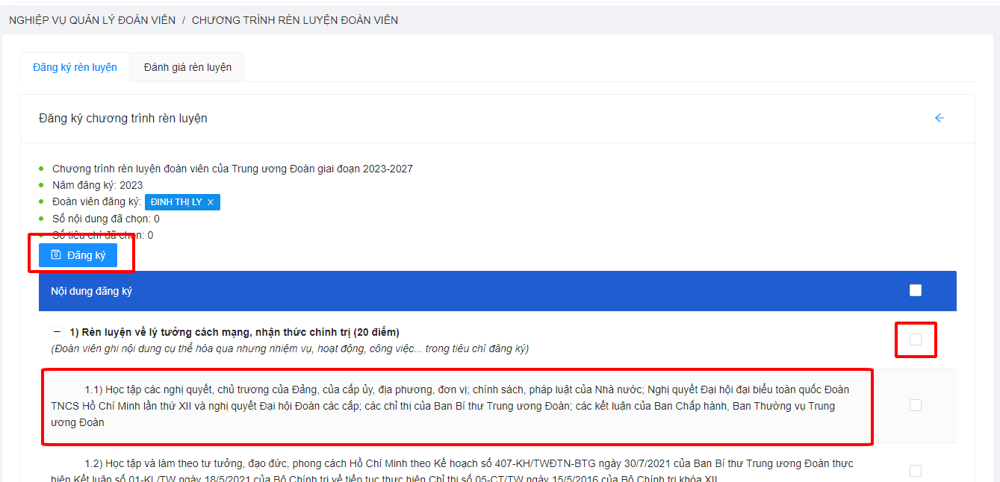 NGHIỆP VỤ QUẢN LÝ ĐOÀN VIÊN / CHƯƠNG TRÌNH RÈN LUYỆN ĐOÀN VIÊN
Đăng ký rèn luyện Đánh giá rèn luyện
Đăng ký chương trình rèn luyện
Chương trình rèn luyện đoàn viên của Trung ương Đoàn giai đoạn 2023-2027
Năm đăng ký: 2023
Đoàn viên đăng ký: ĐINH THỊ LY ×
Số nội dung đã chọn: 0
Số tiêu chí đã chọn: 0
Đăng ký
Nội dung đăng ký
1) Rèn luyện về lý tưởng cách mạng, nhận thức chính trị (20 điểm)
(Đoàn viên ghi nội dung cụ thể hóa qua nhưng nhiệm vụ, hoạt động, công việc... trong tiêu chí đăng ký)
1.1) Học tập các nghị quyết, chủ trương của Đảng, của cấp ủy, địa phương, đơn vị; chính sách, pháp luật của Nhà nước; Nghị quyết Đại hội đại biểu toàn quốc Đoàn
TNCS Hồ Chí Minh lần thứ XII và nghị quyết Đại hội Đoàn các cấp; các chỉ thị của Ban Bí thư Trung ương Đoàn; các kết luận của Ban Chấp hành, Ban Thường vụ Trung
ương Đoàn
1.2) Học tập và làm theo tư tưởng, đạo đức, phong cách Hồ Chí Minh theo Kế hoạch số 407-KH/TWĐTN-BTG ngày 30/7/2021 của Ban Bí thư Trung ương Đoàn thực
hiện Kết luận số 01-KL/TW ngày 18/5/2021 của Bộ Chính trị về tiếp tục thực hiện Chỉ thị số 05-CT/TW ngày 15/5/2016 của Bộ Chính trị khóa XII